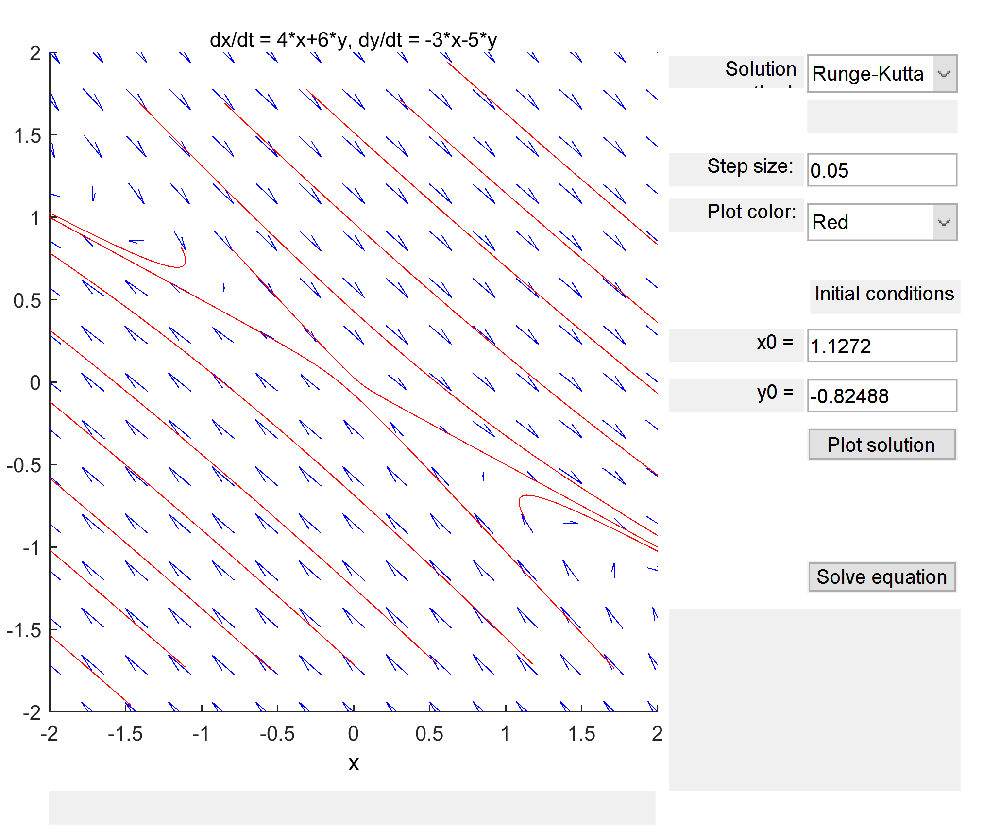 dx/dt = 4*x+6*y, dy/dt = -3*x-5*y
2
1.5
1
0.5
0
-0.5
-1
-1.5
-2
-2 -1.5 -1 -0.5 0 0.5 1 1.5 2
x
Solution
Runge-Kutta
Step size:
0.05
Plot color:
Red
Initial conditions
x0 =
1.1272
y0 =
-0.82488
Plot solution
Solve equation